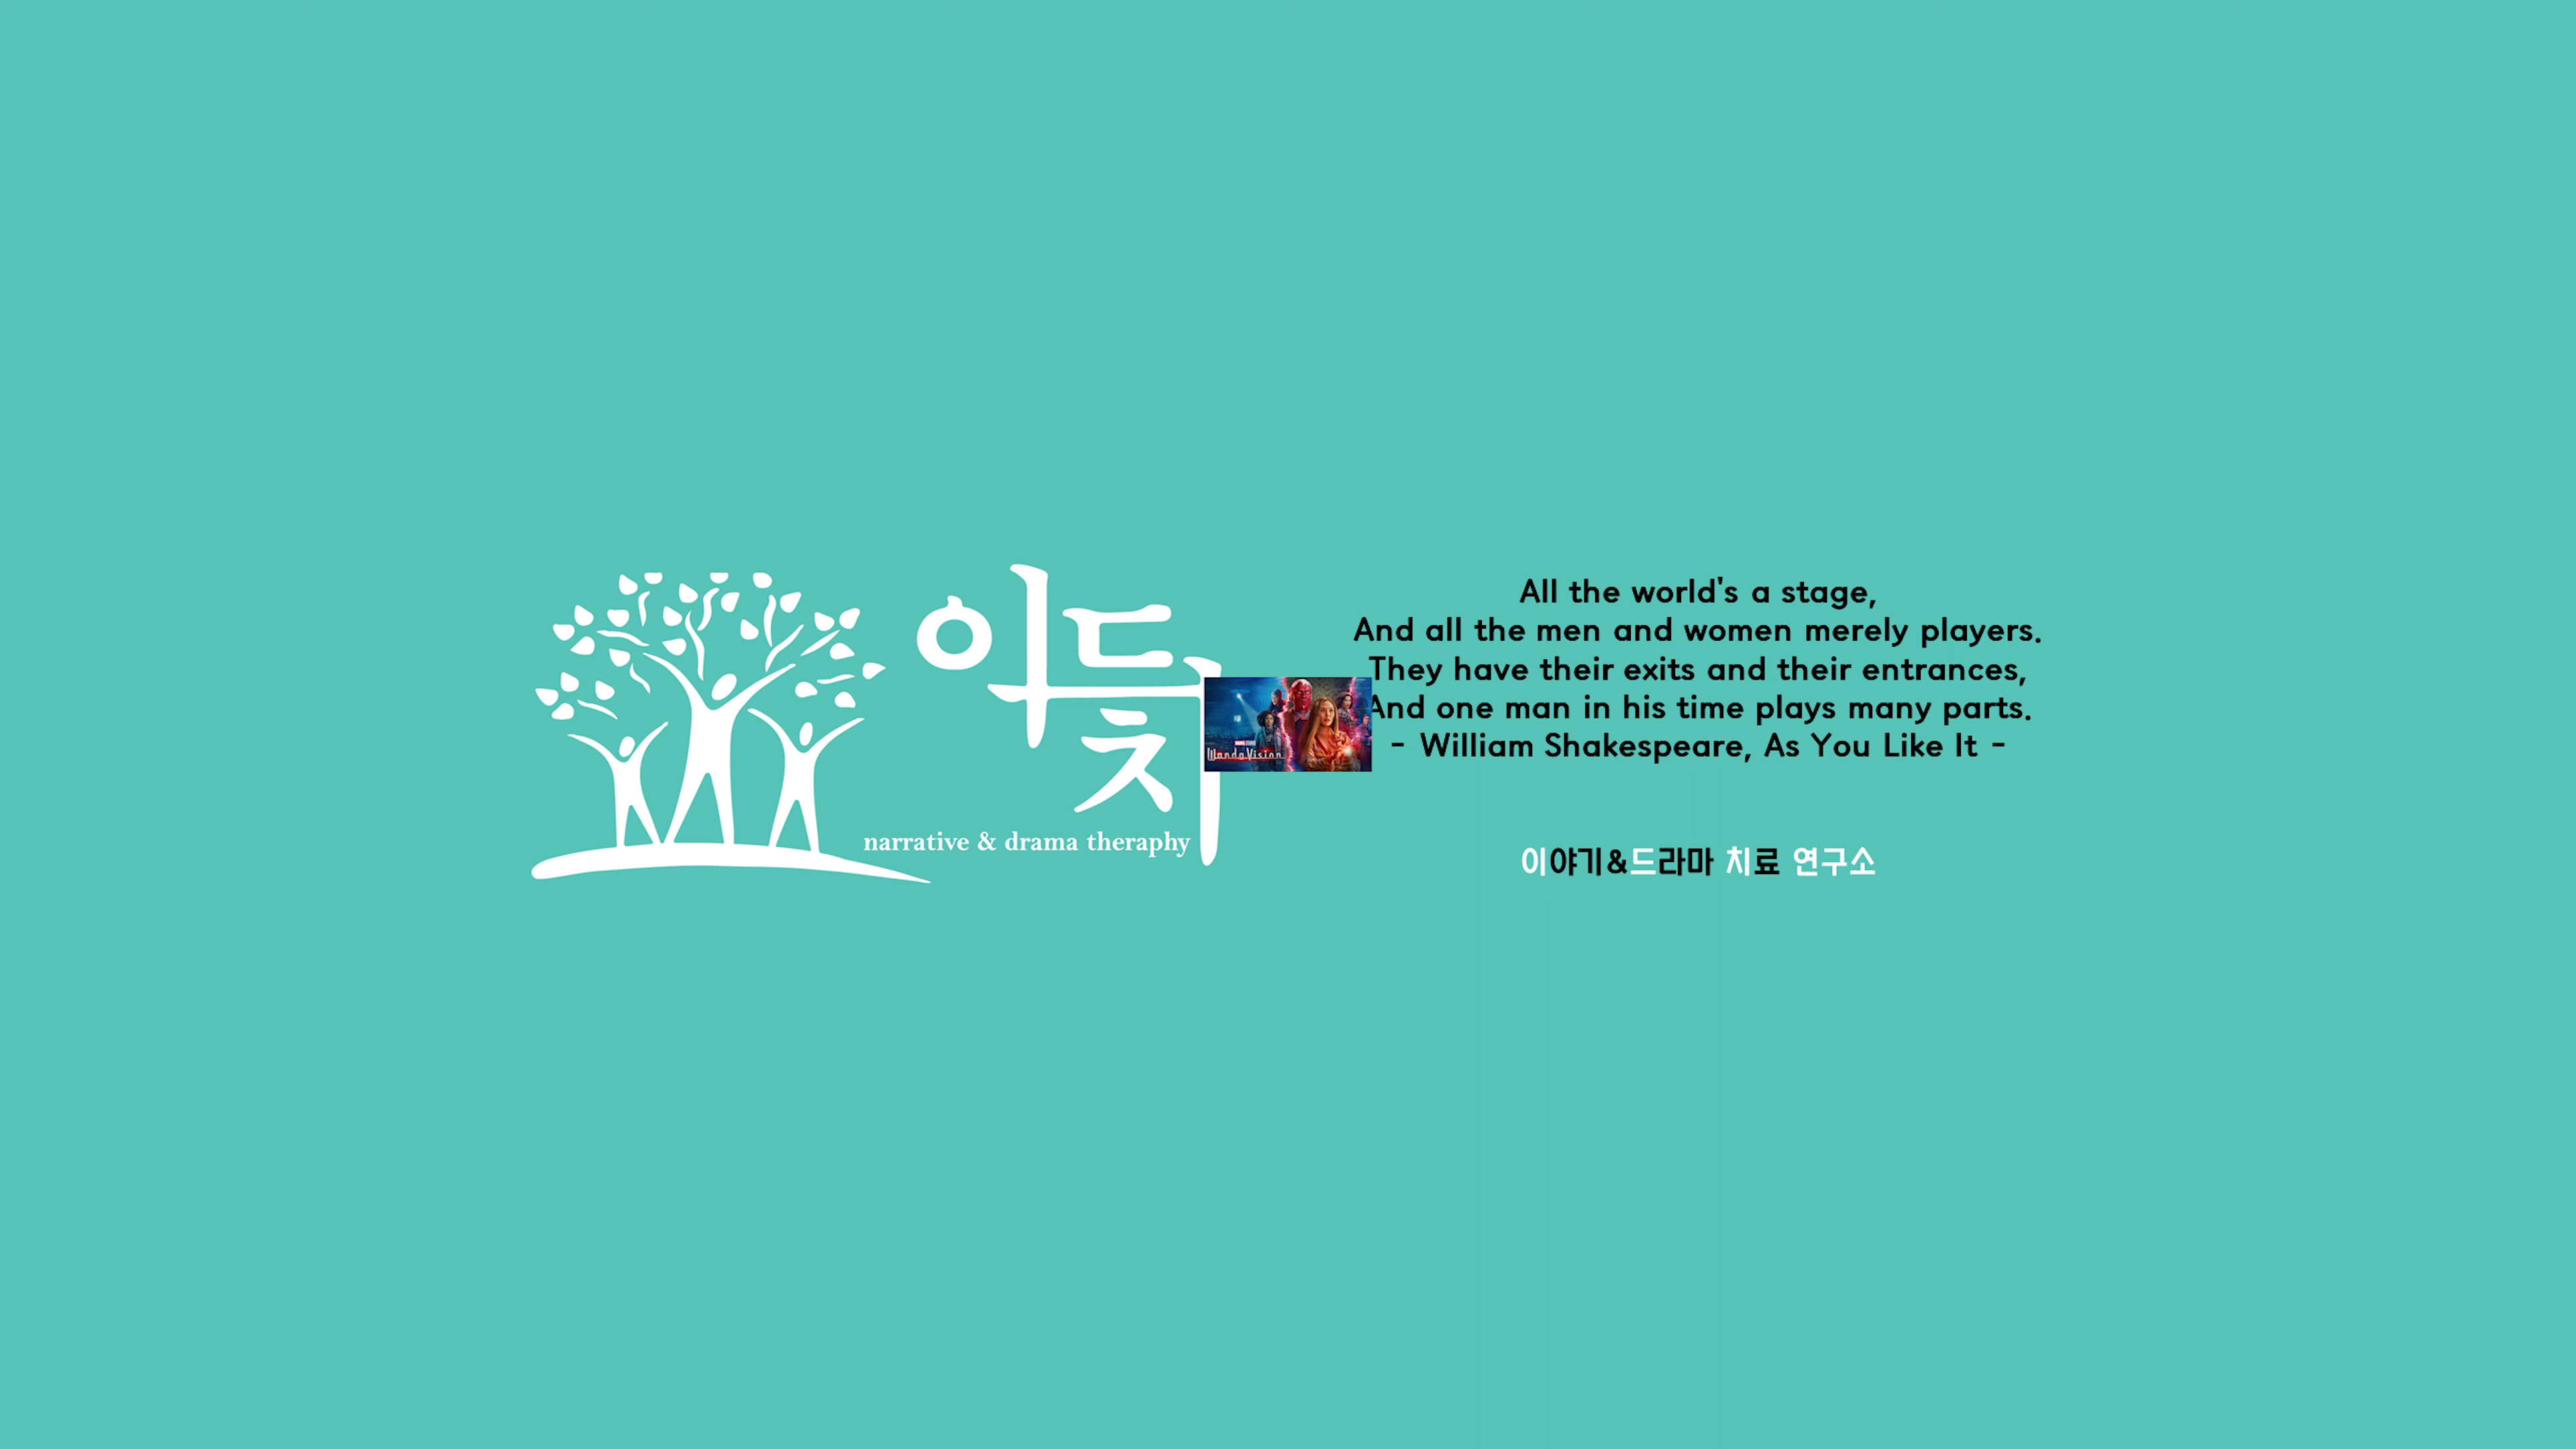 이드치
narrative & drama theraphy
MARVEL STUDIOS
WandaVision
All the world's a stage,
And all the men and women merely players.
They have their exits and their entrances,
And one man in his time plays many parts.
- William Shakespeare, As You Like It -
이야기&드라마 치료 연구소